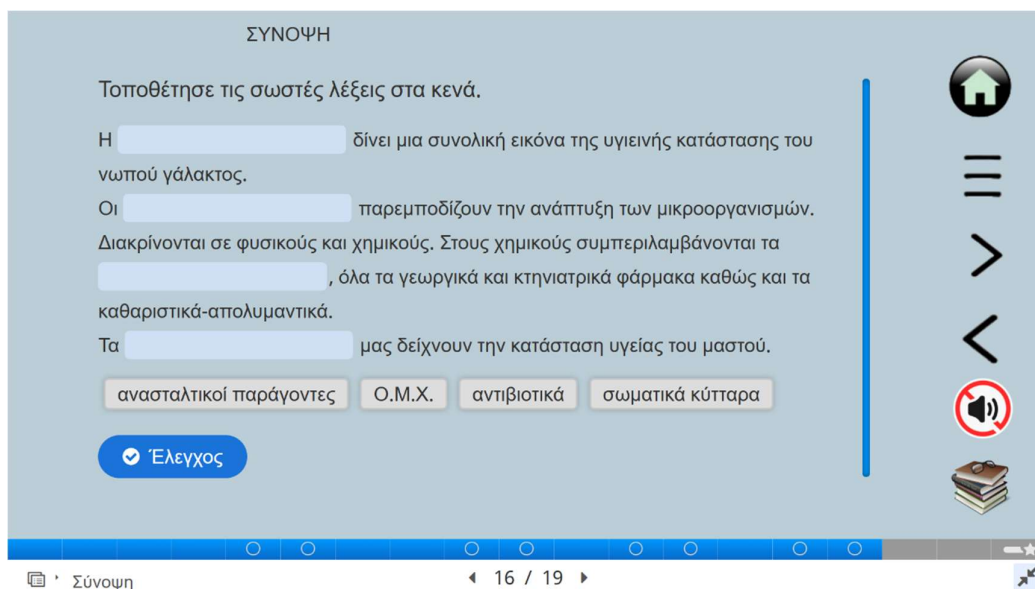 ΣΥΝΟΨΗ
Τοποθέτησε τις σωστές λέξεις στα κενά.
Η δίνει μια συνολική εικόνα της υγιεινής κατάστασης του
νωπού γάλακτος.
Οι παρεμποδίζουν την ανάπτυξη των μικροοργανισμών.
Διακρίνονται σε φυσικούς και χημικούς. Στους χημικούς συμπεριλαμβάνονται τα
, όλα τα γεωργικά και κτηνιατρικά φάρμακα καθώς και τα
καθαριστικά-απολυμαντικά.
Τα μας δείχνουν την κατάσταση υγείας του μαστού.
ανασταλτικοί παράγοντες Ο.Μ.Χ. αντιβιοτικά σωματικά κύτταρα
Έλεγχος
Σύνοψη 16 / 19